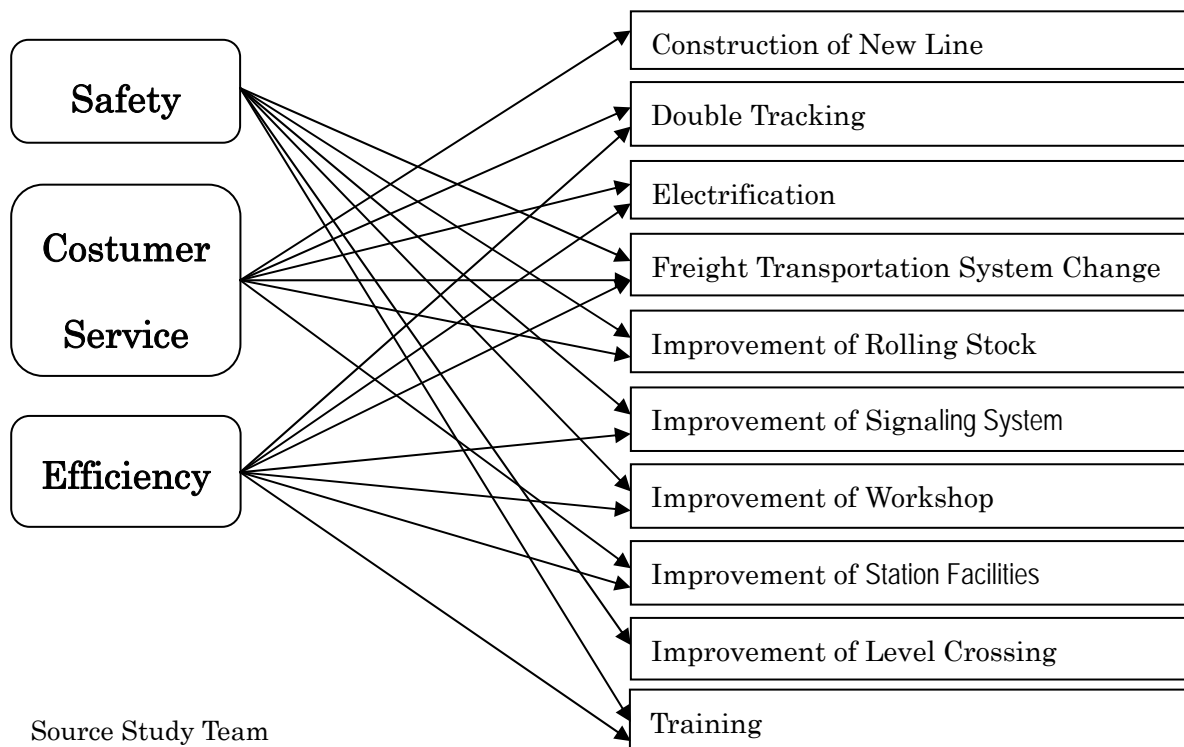 Safety
Costumer
Service
Efficiency
Construction of New Line
Double Tracking
Electrification
Freight Transportation System Change
Improvement of Rolling Stock
Improvement of Signaling System
Improvement of Workshop
Improvement of Station Facilities
Improvement of Level Crossing
Training
Source Study Team